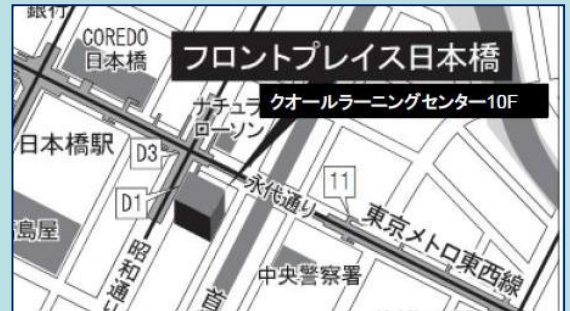 銀行
COREDO
日本橋
フロントプレイス日本橋
クオールラーニングセンター10F
ナチュラ
ローソン
日本橋駅
D3
D1
11
永代通り
東京メトロ東西線
島屋
昭和通り
中央警察署
首